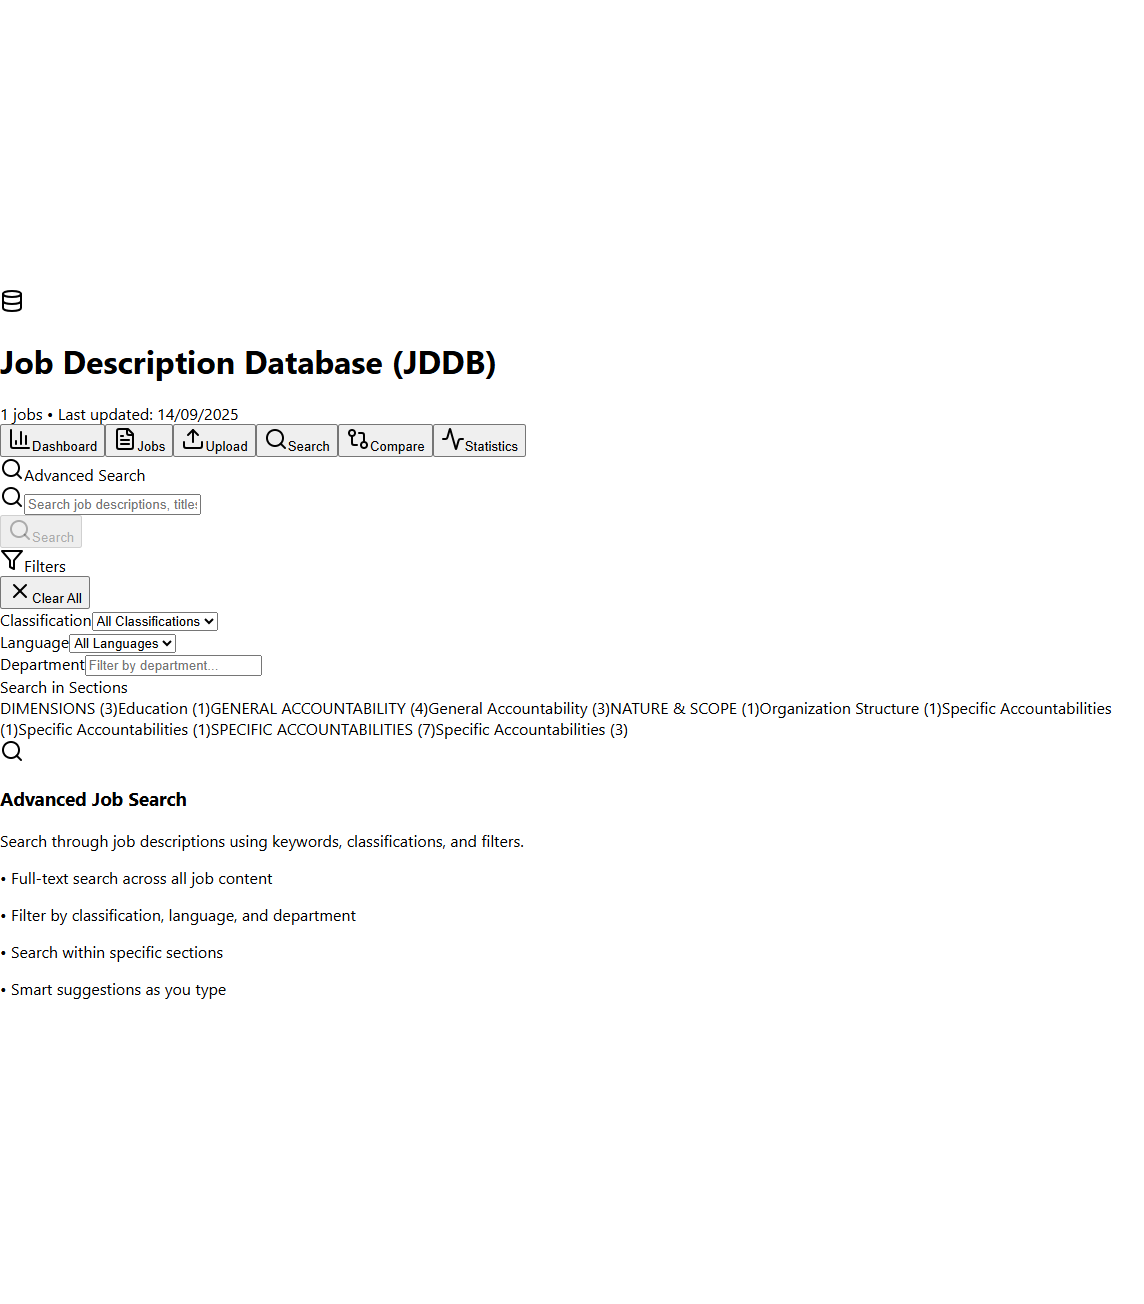 Job Description Database (JDDB)
1 jobs • Last updated: 14/09/2025
Dashboard Jobs Upload Search Compare Statistics
Advanced Search
Search job descriptions, title
Search
Filters
Clear All
Classification All Classifications
Language All Languages
Department Filter by department...
Search in Sections
DIMENSIONS (3)Education (1)GENERAL ACCOUNTABILITY (4)General Accountability (3)NATURE & SCOPE (1)Organization Structure (1)Specific Accountabilities
(1)Specific Accountabilities (1)SPECIFIC ACCOUNTABILITIES (7)Specific Accountabilities (3)
Advanced Job Search
Search through job descriptions using keywords, classifications, and filters.
• Full-text search across all job content
• Filter by classification, language, and department
• Search within specific sections
• Smart suggestions as you type